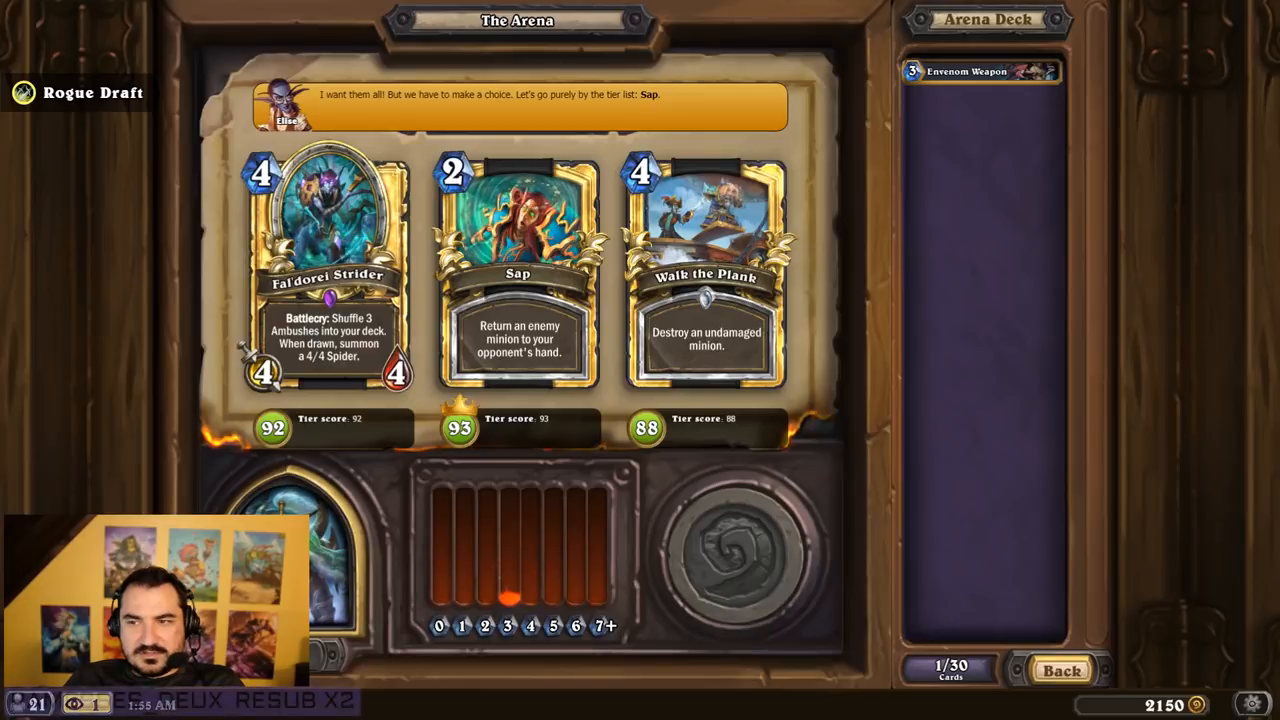 The Arena
Arena Deck
Rogue Draft
3 Envenom Weapon
I want them all! But we have to make a choice. Let's go purely by the tier list: Sap.
Elise
4
Fal'dorei Strider
Battlecry: Shuffle 3
Ambushes into your deck.
When drawn, summon
a 4/4 Spider.
4 4
2
Sap
Return an enemy
minion to your
opponent's hand.
4
Walk the Plank
Destroy an undamaged
minion.
92 Tier score: 92
93 Tier score: 93
88 Tier score: 88
0 1 2 3 4 5 6 7+
1/30
Cards
Back
21 1 1:55 AM
DEUX RESUB X2
2150